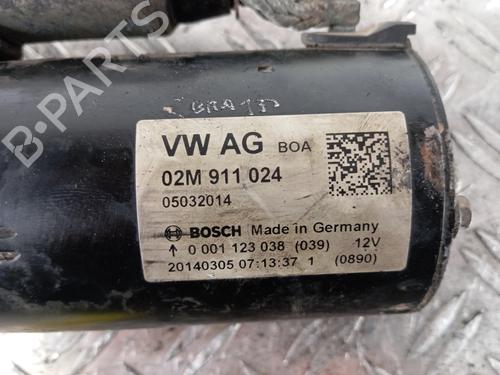 VW AG BOA
02M 911 024
05032014
BOSCH Made in Germany
↑ 0 001 123 038 (039) 12V
20140305 07:13:37 1 (0890)
B-PARTS